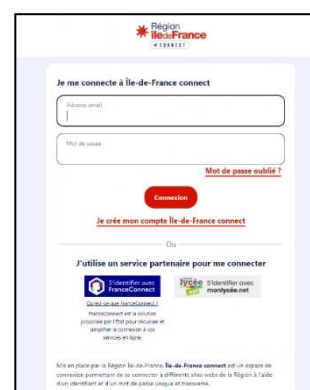 Région
îledeFrance
CONNECT
Je me connecte à Île-de-France connect
Adresse email
Mot de passe
Mot de passe oublié ?
Connexion
Je crée mon compte Île-de-France connect
Ou
J'utilise un service partenaire pour me connecter
S'identifier avec
FranceConnect
lycée
S'identifier avec
monlycée.net
Qu'est-ce que FranceConnect ?
FranceConnect est la solution
proposée par l'État pour sécuriser et
simplifier la connexion à vos
services en ligne.
Mis en place par la Région Île-de-France, Île-de-France connect est un espace de
connexion permettant de se connecter à différents sites webs de la Région à l'aide
d'un identifiant et d'un mot de passe unique et transverse.